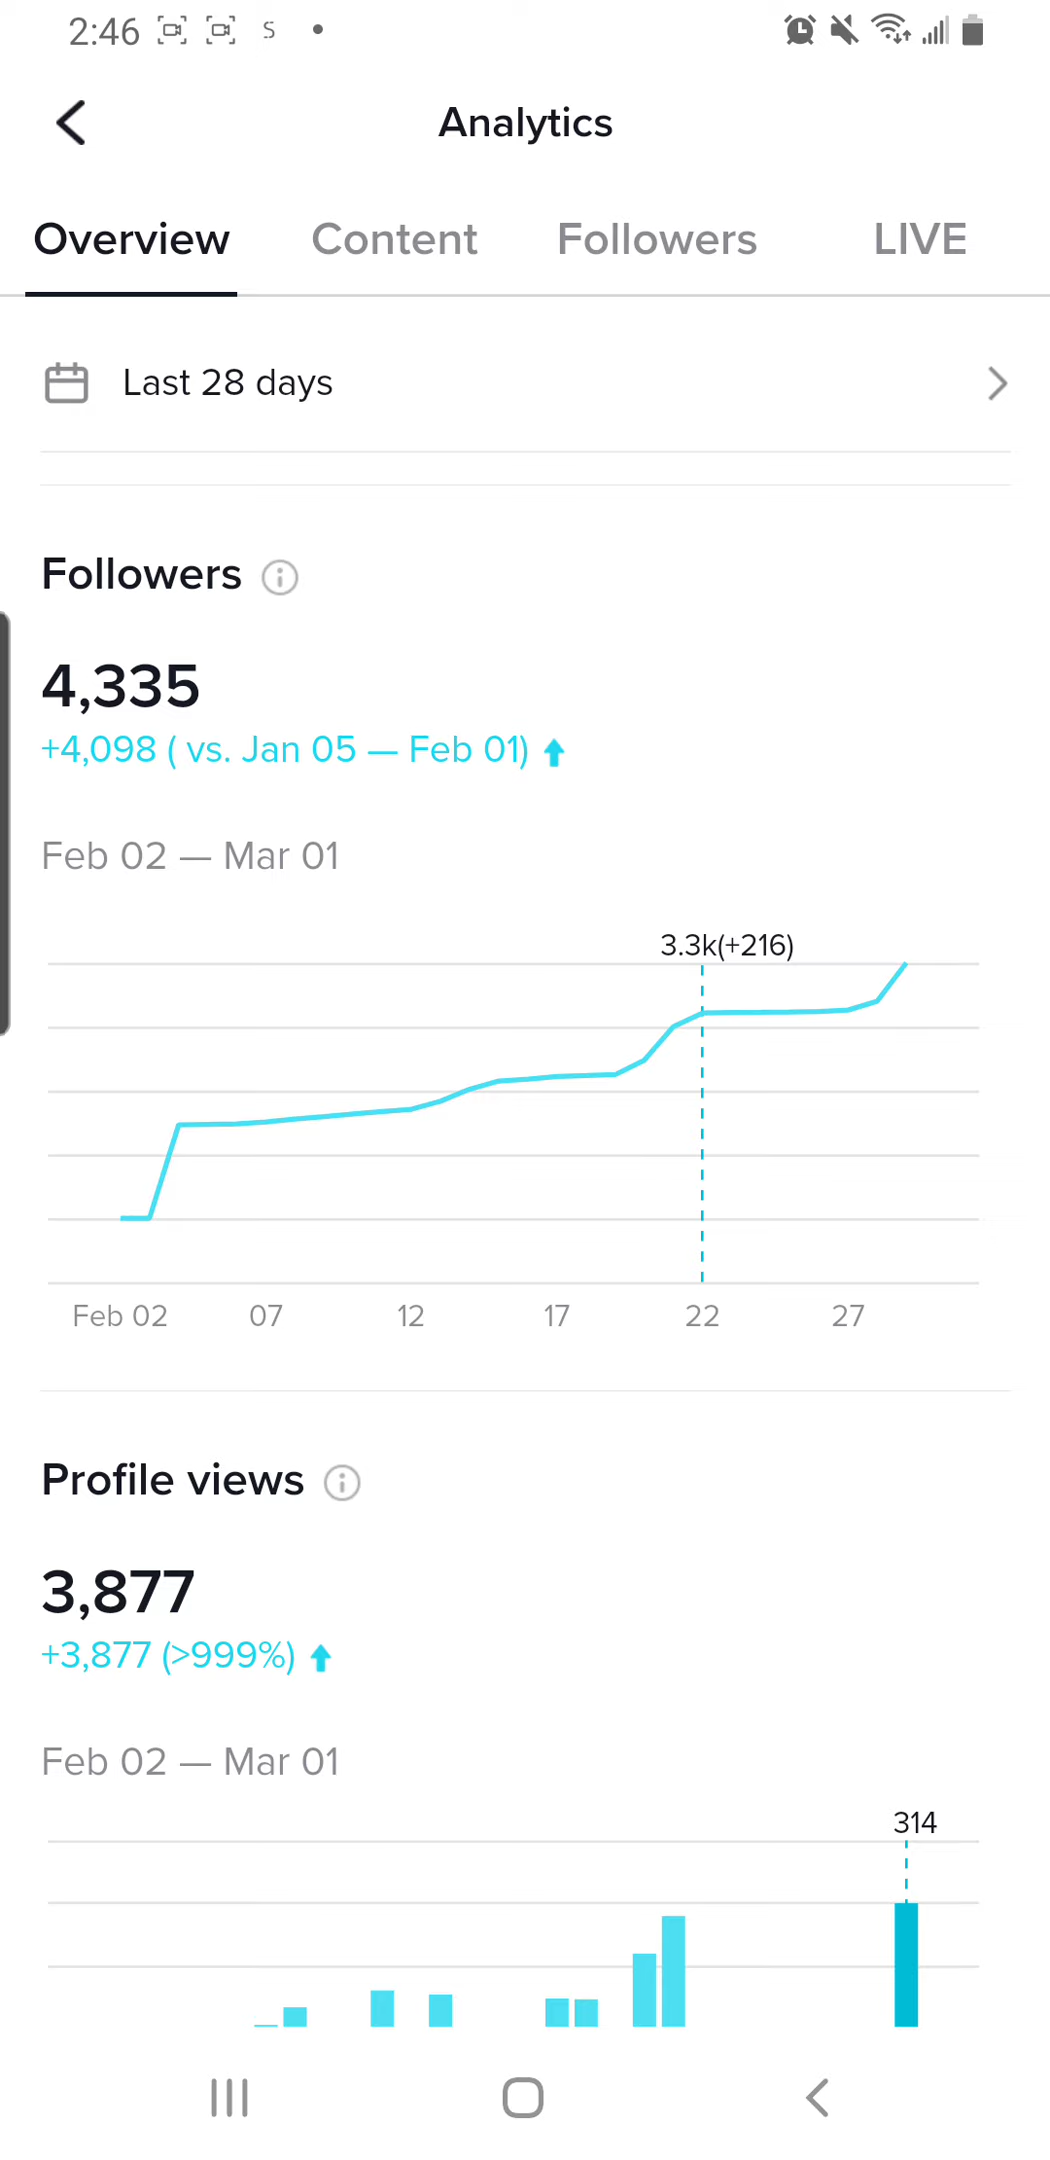 2:46 S
Analytics
Overview Content Followers LIVE
Last 28 days
Followers
4,335
+4,098 ( vs. Jan 05 — Feb 01)
Feb 02 — Mar 01
3.3k(+216)
Feb 02 07 12 17 22 27
Profile views
3,877
+3,877 (>999%)
Feb 02 — Mar 01
314